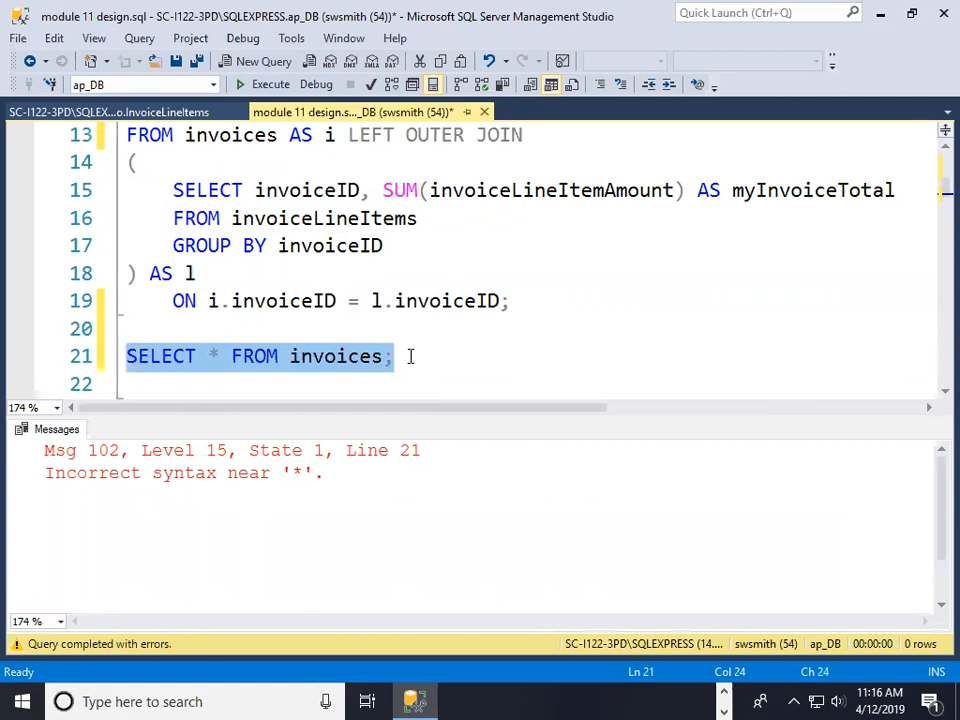 module 11 design.sql - SC-I122-3PD\SQLEXPRESS.ap_DB (swsmith (54))* - Microsoft SQL Server Management Studio
Quick Launch (Ctrl+Q)
File Edit View Query Project Debug Tools Window Help
New Query
MDX DMX XMLA DAX
ap_DB
Execute Debug
SC-I122-3PD\SQLEX...o.InvoiceLineItems
module 11 design.s..._DB (swsmith (54))*
13 FROM invoices AS i LEFT OUTER JOIN
14 (
15 SELECT invoiceID, SUM(invoiceLineItemAmount) AS myInvoiceTotal
16 FROM invoiceLineItems
17 GROUP BY invoiceID
18 ) AS l
19 ON i.invoiceID = l.invoiceID;
20
21 SELECT * FROM invoices;
22
174 %
Messages
Msg 102, Level 15, State 1, Line 21
Incorrect syntax near '*'.
174 %
Query completed with errors.
SC-I122-3PD\SQLEXPRESS (14.... swsmith (54) ap_DB 00:00:00 0 rows
Ready
Ln 21 Col 24 Ch 24 INS
Type here to search
11:16 AM
4/12/2019
1